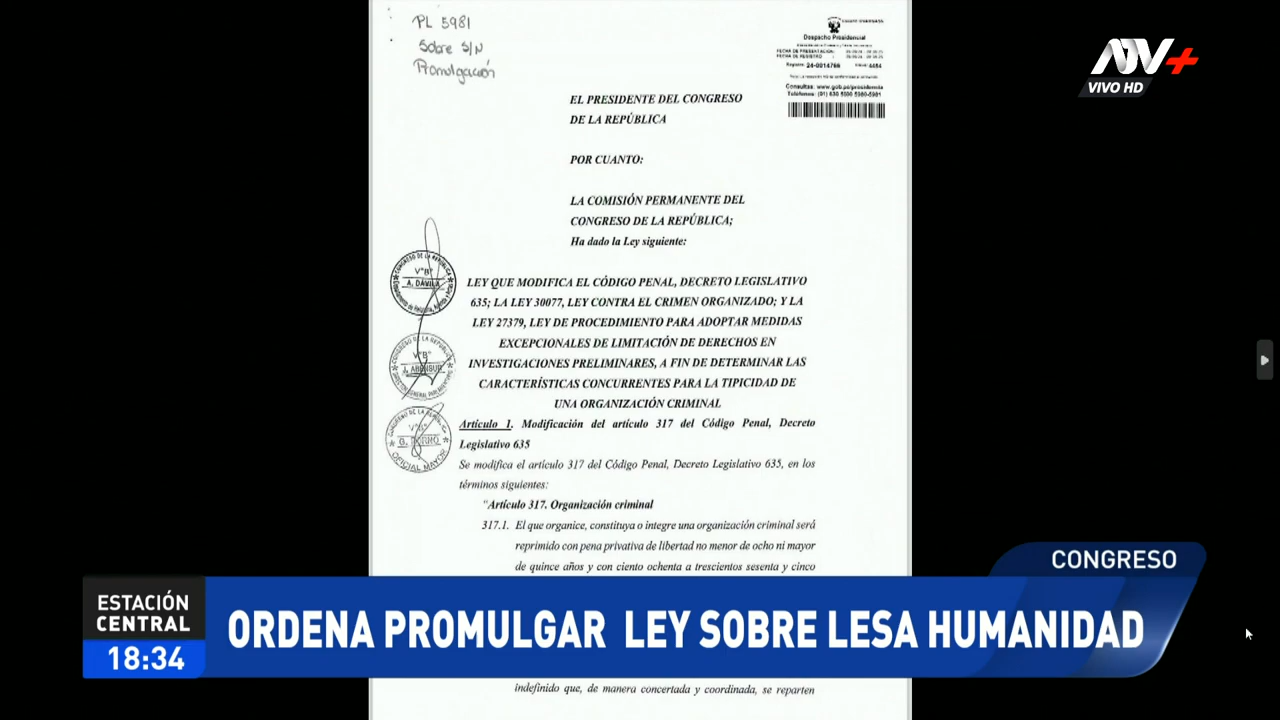 PL 5981
Sobre S/N
Promulgación
Despacho Presidencial
24-0014766
Consultas: www.gob.pe/presidencia
ATV+
VIVO HD
EL PRESIDENTE DEL CONGRESO
DE LA REPÚBLICA
POR CUANTO:
LA COMISIÓN PERMANENTE DEL
CONGRESO DE LA REPÚBLICA;
Ha dado la Ley siguiente:
V°B°
A. DÁVILA
V°B°
J. ABENSUR
V°B°
OFICIAL MAYOR
LEY QUE MODIFICA EL CÓDIGO PENAL, DECRETO LEGISLATIVO
635; LA LEY 30077, LEY CONTRA EL CRIMEN ORGANIZADO; Y LA
LEY 27379, LEY DE PROCEDIMIENTO PARA ADOPTAR MEDIDAS
EXCEPCIONALES DE LIMITACIÓN DE DERECHOS EN
INVESTIGACIONES PRELIMINARES, A FIN DE DETERMINAR LAS
CARACTERÍSTICAS CONCURRENTES PARA LA TIPICIDAD DE
UNA ORGANIZACIÓN CRIMINAL
Artículo 1. Modificación del artículo 317 del Código Penal, Decreto
Legislativo 635
Se modifica el artículo 317 del Código Penal, Decreto Legislativo 635, en los
términos siguientes:
“Artículo 317. Organización criminal
317.1. El que organice, constituya o integre una organización criminal será
reprimido con pena privativa de libertad no menor de ocho ni mayor
de quince años y con ciento ochenta a trescientos sesenta y cinco
CONGRESO
ESTACIÓN
CENTRAL
18:34
ORDENA PROMULGAR LEY SOBRE LESA HUMANIDAD
indefinido que, de manera concertada y coordinada, se reparten